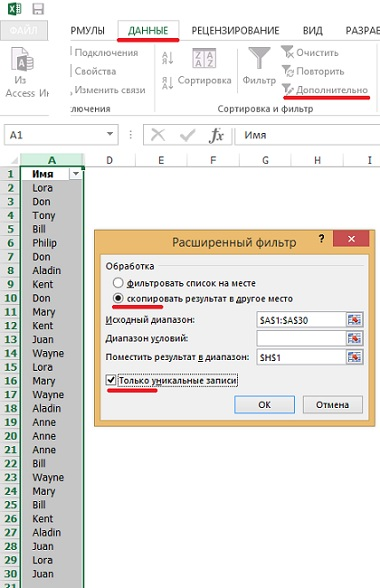 РМУЛЫ ДАННЫЕ РЕЦЕНЗИРОВАНИЕ ВИД РАЗРАБ
Подключения
Свойства
Изменить связи
Из Access
Ин
ключения
Сортировка
Фильтр
Очистить
Повторить
Дополнительно
Сортировка и фильтр
A1 fx Имя
A D E F G H I
1 Имя
2 Lora
3 Don
4 Tony
5 Bill
6 Philip
7 Don
8 Aladin
9 Kent
10 Don
11 Mary
12 Kent
13 Juan
14 Wayne
15 Lora
16 Mary
17 Wayne
18 Aladin
19 Anne
20 Anne
21 Anne
22 Bill
23 Wayne
24 Mary
25 Bill
26 Kent
27 Aladin
28 Juan
29 Lora
30 Juan
Расширенный фильтр ? ×
Обработка
фильтровать список на месте
скопировать результат в другое место
Исходный диапазон: $A$1:$A$30
Диапазон условий:
Поместить результат в диапазон: $H$1
Только уникальные записи
ОК Отмена